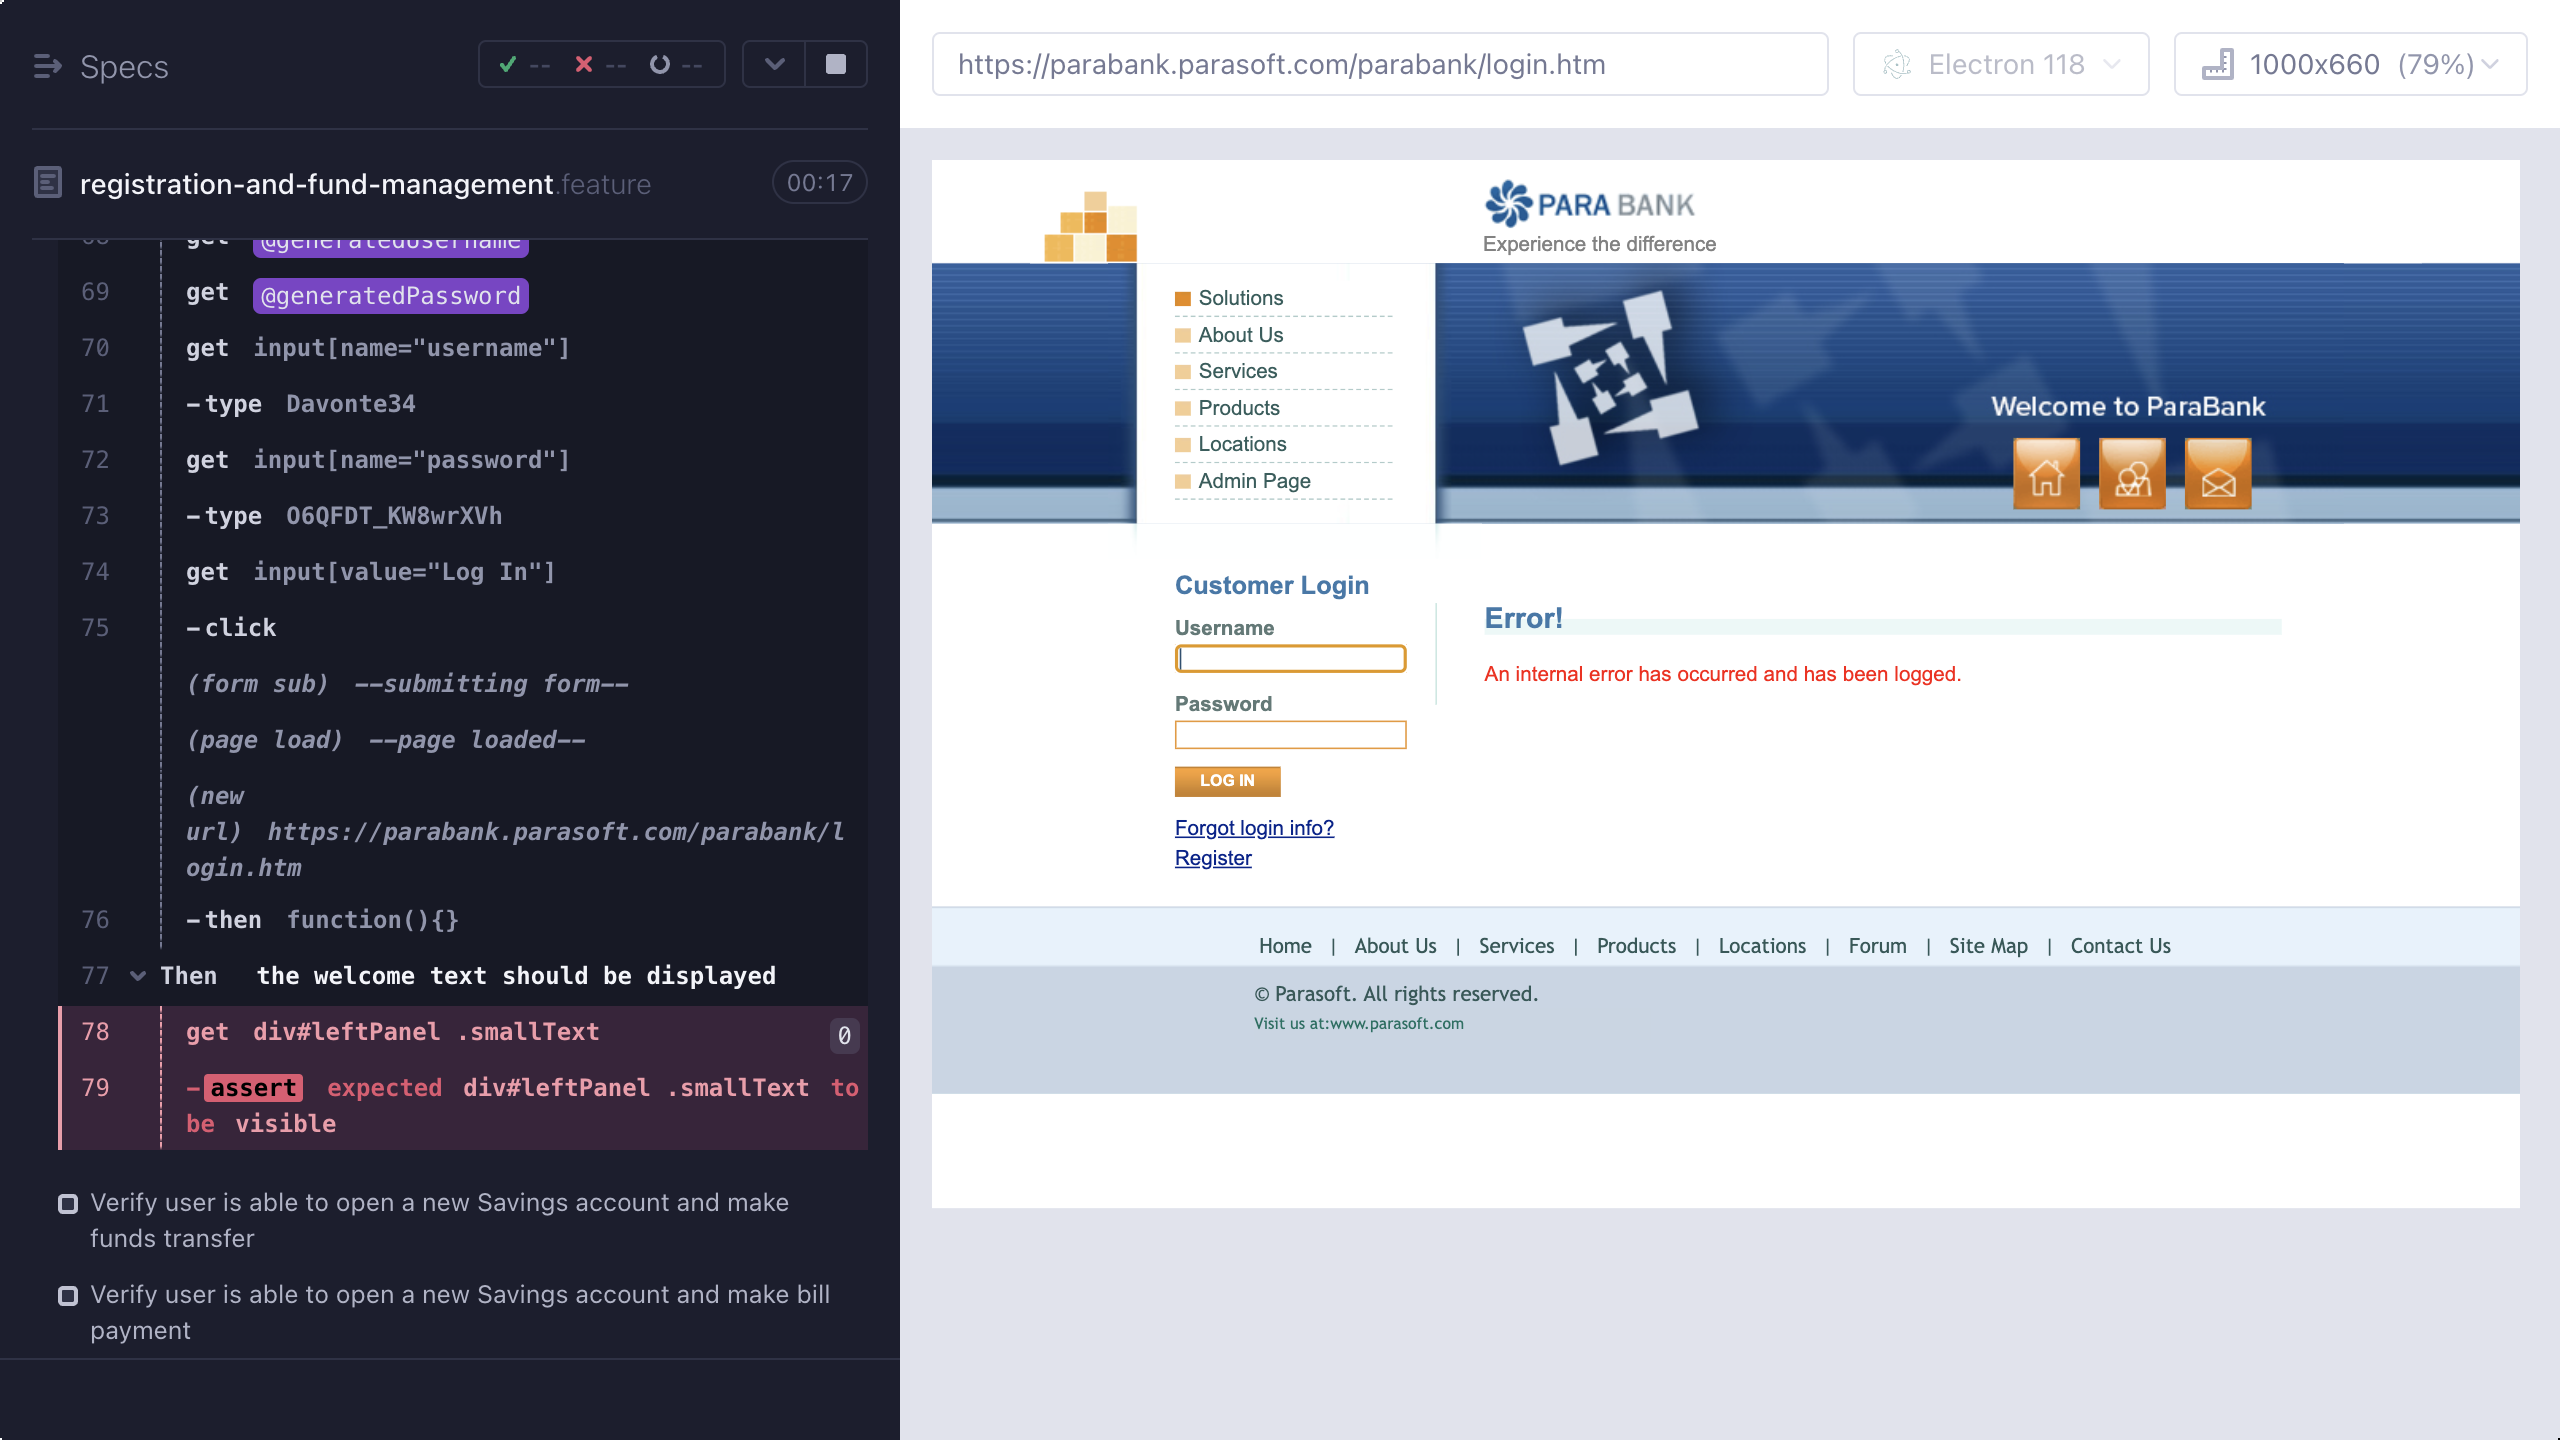 Specs
-- -- --
registration-and-fund-management.feature
00:17
68 get @generatedUsername
69 get @generatedPassword
70 get input[name="username"]
71 -type Davonte34
72 get input[name="password"]
73 -type O6QFDT_KW8wrXVh
74 get input[value="Log In"]
75 -click
(form sub) --submitting form--
(page load) --page loaded--
(new
url) https://parabank.parasoft.com/parabank/l
ogin.htm
76 -then function(){}
77 Then the welcome text should be displayed
78 get div#leftPanel .smallText 0
79 -assert expected div#leftPanel .smallText to
be visible
Verify user is able to open a new Savings account and make
funds transfer
Verify user is able to open a new Savings account and make bill
payment
https://parabank.parasoft.com/parabank/login.htm
Electron 118
1000x660 (79%)
PARA BANK
Experience the difference
Solutions
About Us
Services
Products
Locations
Admin Page
Welcome to ParaBank
Customer Login
Username
Password
LOG IN
Forgot login info?
Register
Error!
An internal error has occurred and has been logged.
Home | About Us | Services | Products | Locations | Forum | Site Map | Contact Us
© Parasoft. All rights reserved.
Visit us at:www.parasoft.com